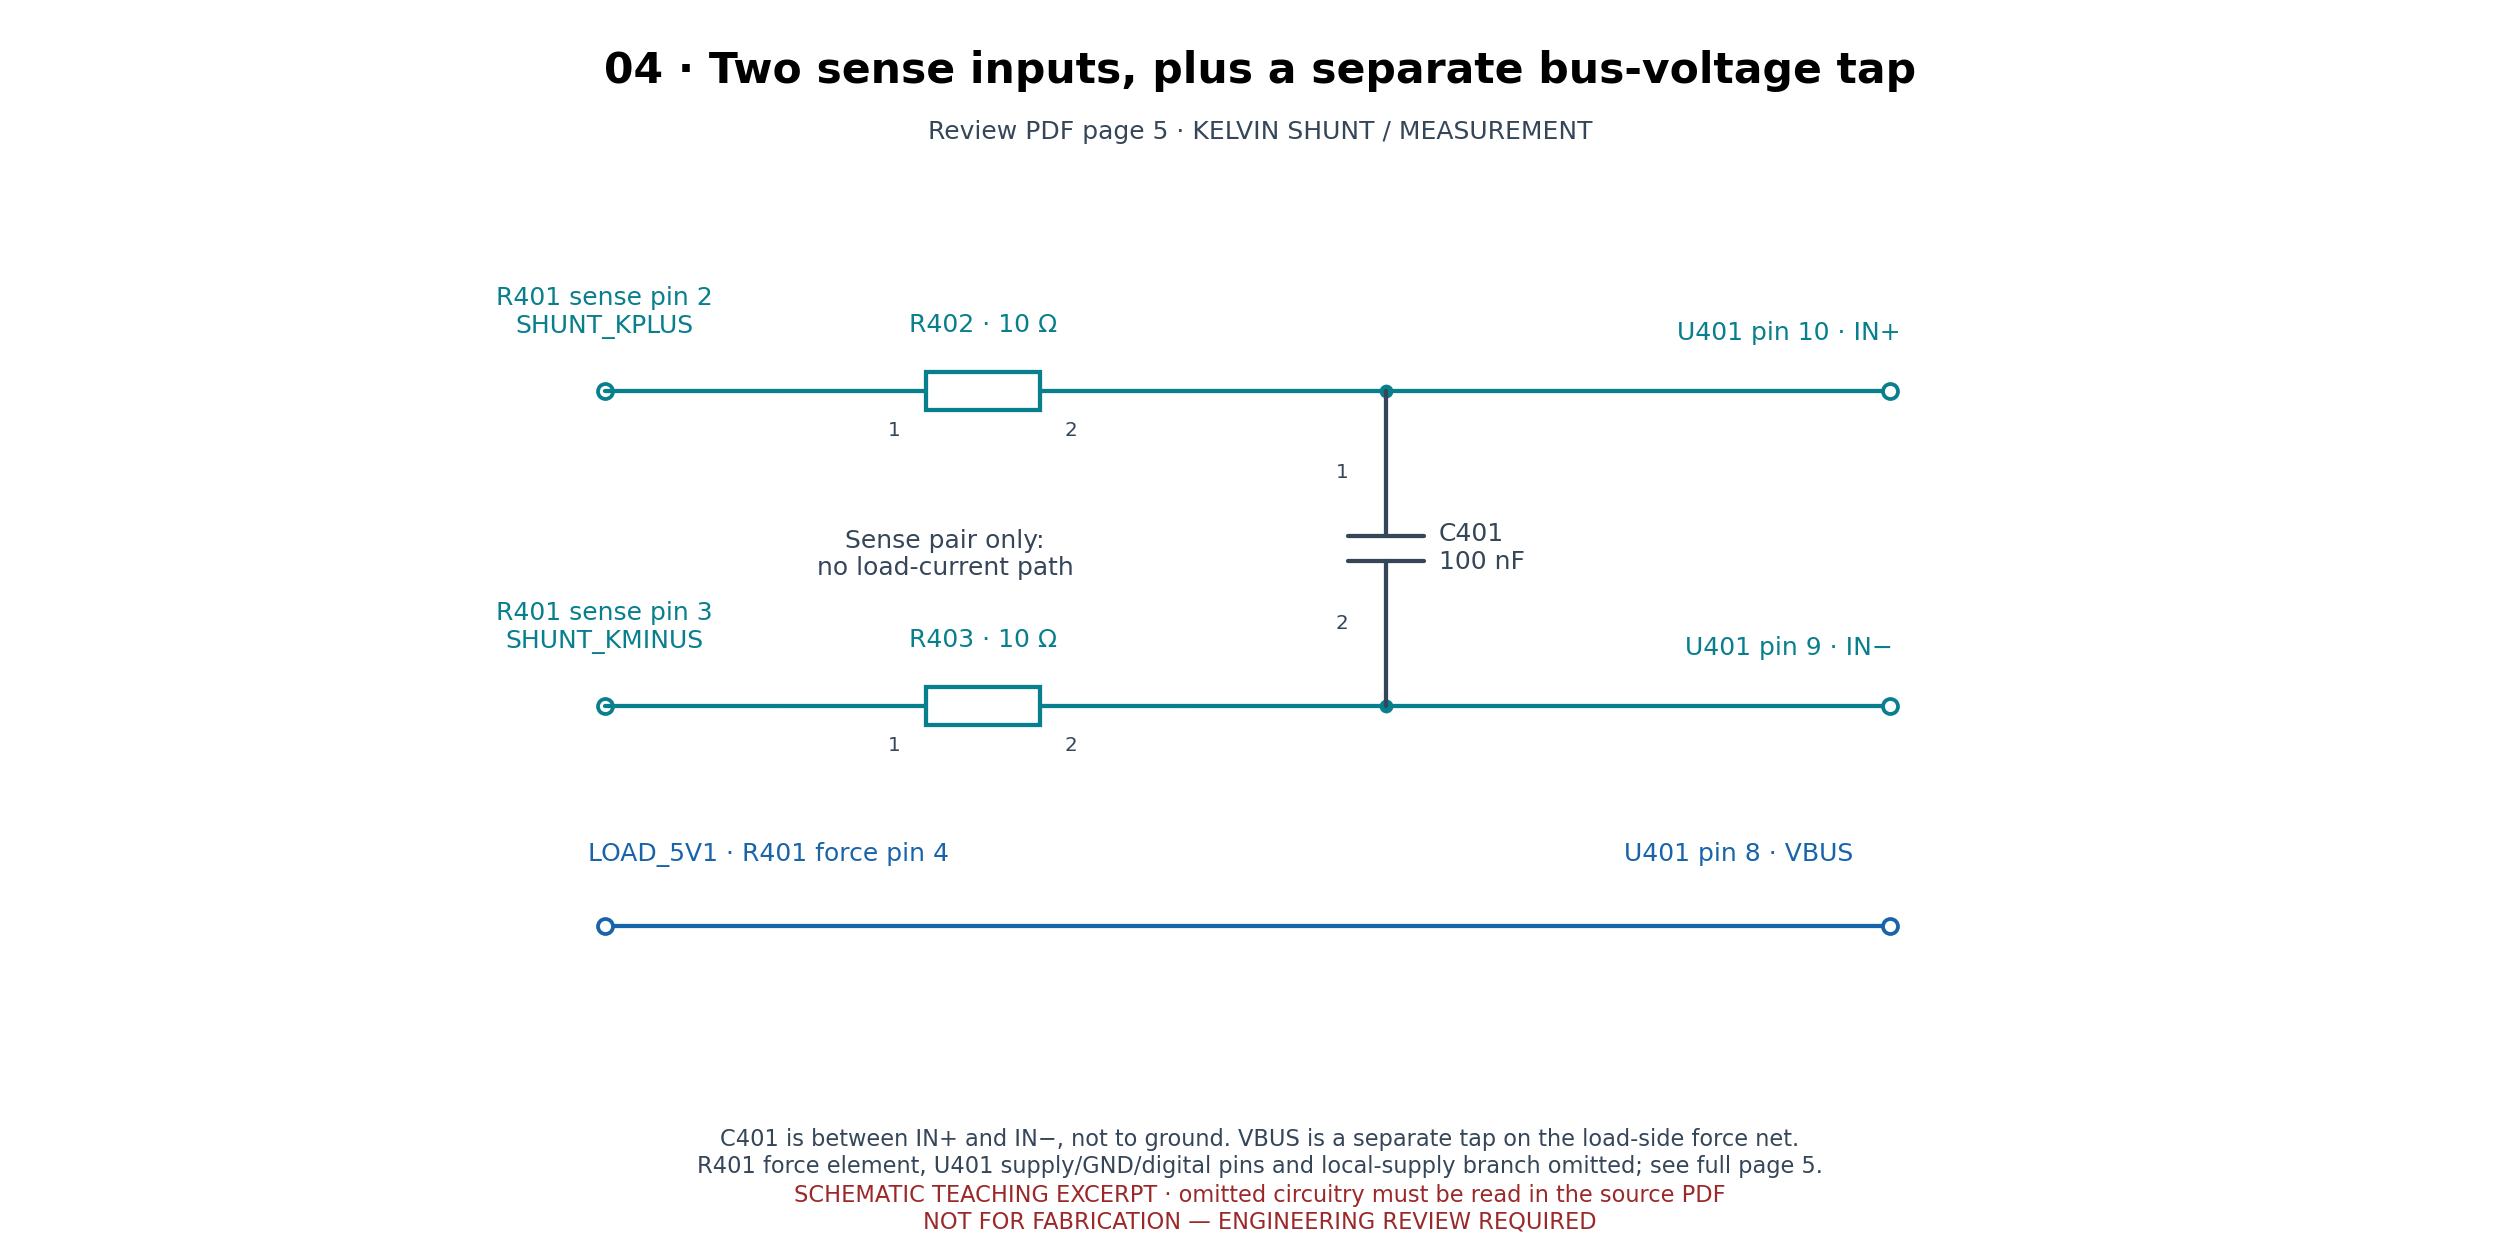 04 · Two sense inputs, plus a separate bus-voltage tap
Review PDF page 5 · KELVIN SHUNT / MEASUREMENT
R401 sense pin 2
SHUNT_KPLUS
R402 · 10 Ω
U401 pin 10 · IN+
1
2
1
Sense pair only:
no load-current path
C401
100 nF
2
R401 sense pin 3
SHUNT_KMINUS
R403 · 10 Ω
U401 pin 9 · IN−
1
2
LOAD_5V1 · R401 force pin 4
U401 pin 8 · VBUS
C401 is between IN+ and IN−, not to ground. VBUS is a separate tap on the load-side force net.
R401 force element, U401 supply/GND/digital pins and local-supply branch omitted; see full page 5.
SCHEMATIC TEACHING EXCERPT · omitted circuitry must be read in the source PDF
NOT FOR FABRICATION — ENGINEERING REVIEW REQUIRED